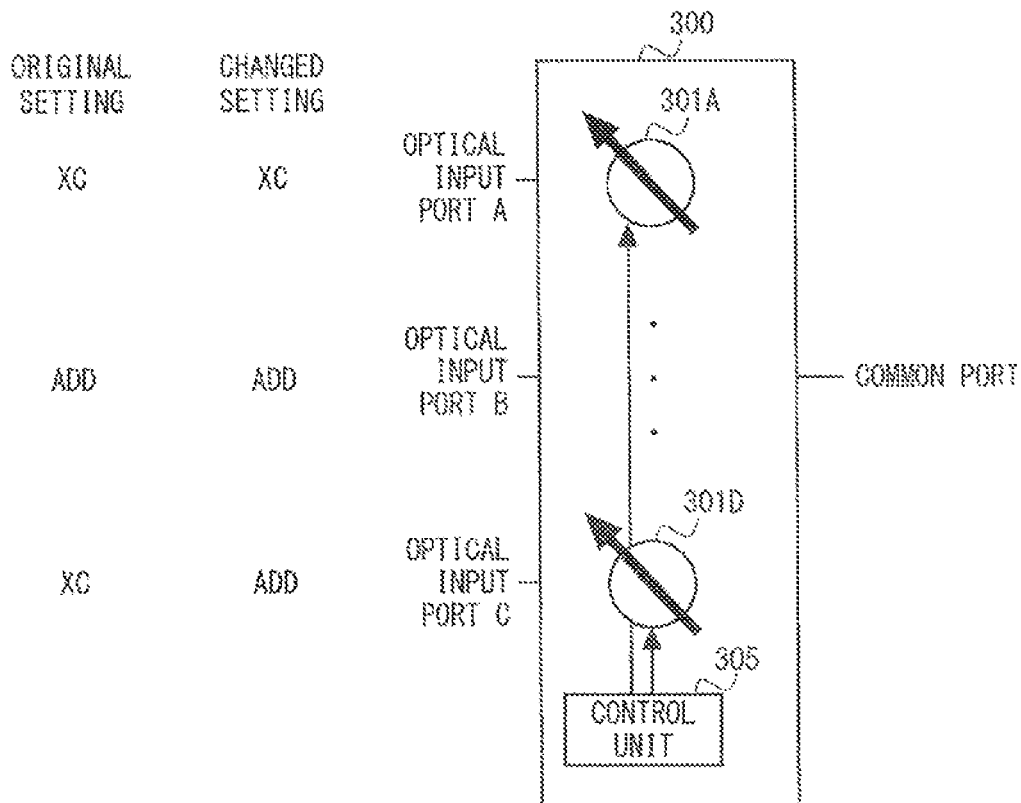 300
ORIGINAL
SETTING
CHANGED
SETTING
301A
XC
XC
OPTICAL
INPUT
PORT A
ADD
ADD
OPTICAL
INPUT
PORT B
COMMON PORT
301D
XC
ADD
OPTICAL
INPUT
PORT C
305
CONTROL
UNIT